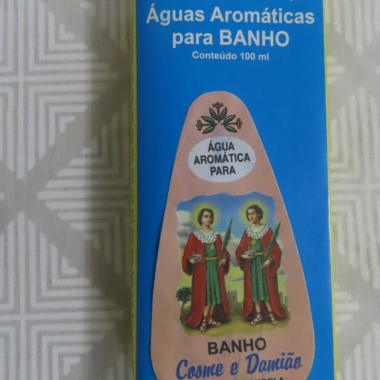 Águas Aromáticas
para BANHO
Conteúdo 100 ml
ÁGUA
AROMÁTICA
PARA
BANHO
Cosme e Damião